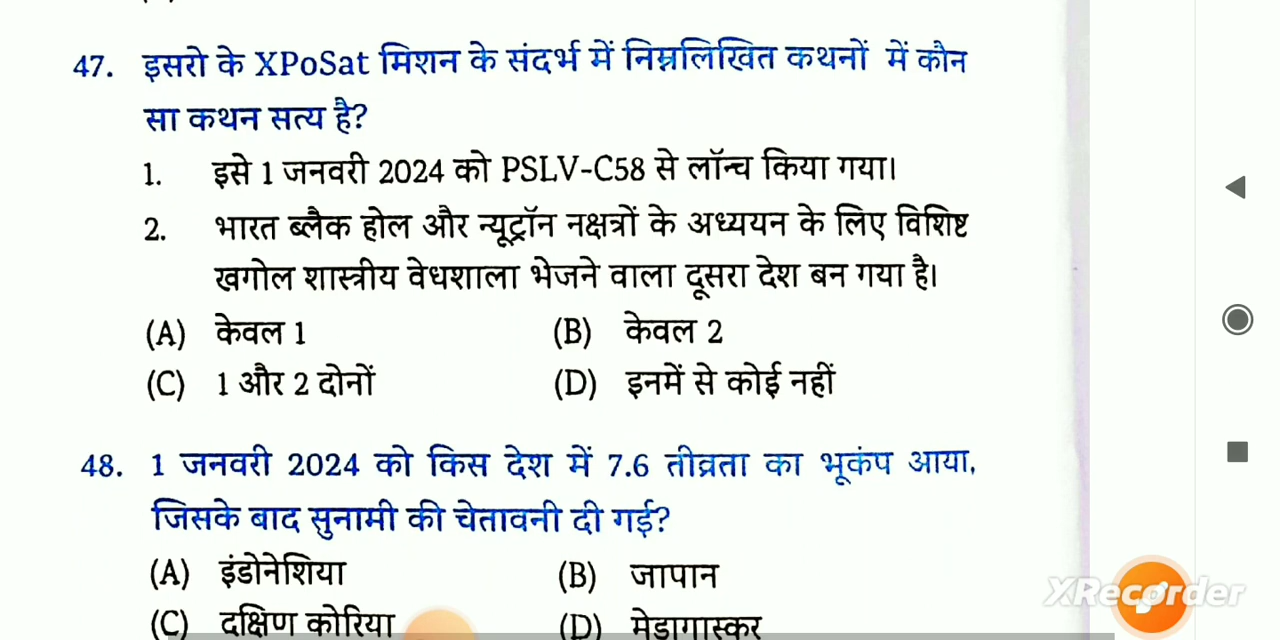 47. इसरो के XPoSat मिशन के संदर्भ में निम्नलिखित कथनों में कौन
सा कथन सत्य है?
1. इसे 1 जनवरी 2024 को PSLV-C58 से लॉन्च किया गया।
2. भारत ब्लैक होल और न्यूट्रॉन नक्षत्रों के अध्ययन के लिए विशिष्ट
खगोल शास्त्रीय वेधशाला भेजने वाला दूसरा देश बन गया है।
(A) केवल 1 (B) केवल 2
(C) 1 और 2 दोनों (D) इनमें से कोई नहीं
48. 1 जनवरी 2024 को किस देश में 7.6 तीव्रता का भूकंप आया,
जिसके बाद सुनामी की चेतावनी दी गई?
(A) इंडोनेशिया (B) जापान
(C) दक्षिण कोरिया (D) मेडागास्कर
XRecorder